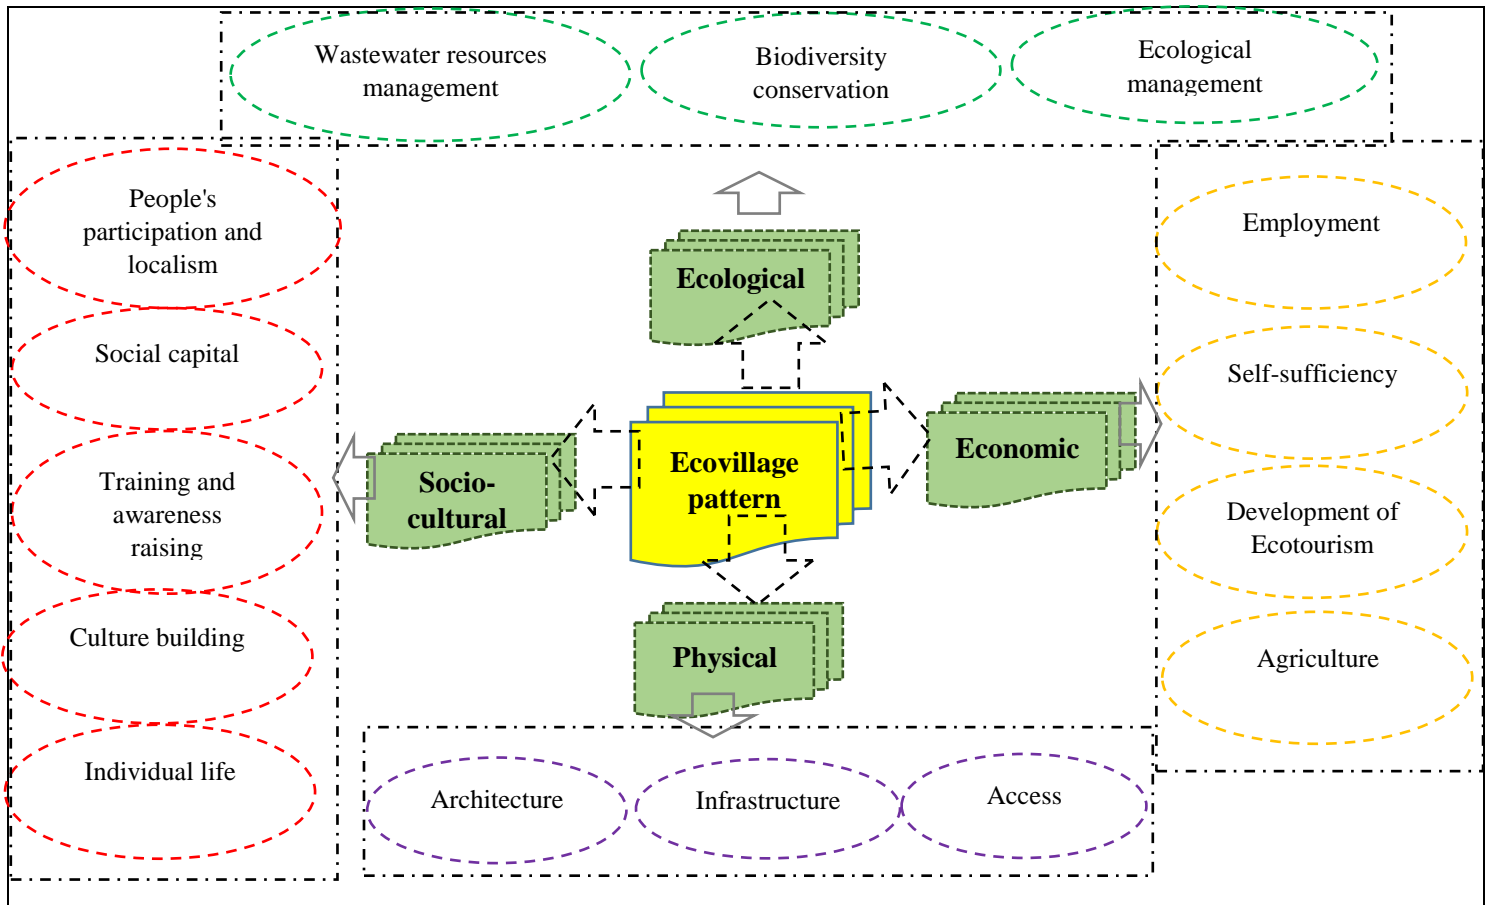 Wastewater resources
management
Biodiversity
conservation
Ecological
management
People's
participation and
localism
Social capital
Training and
awareness
raising
Culture building
Individual life
Ecological
Socio-
cultural
Ecovillage
pattern
Economic
Physical
Employment
Self-sufficiency
Development of
Ecotourism
Agriculture
Architecture
Infrastructure
Access